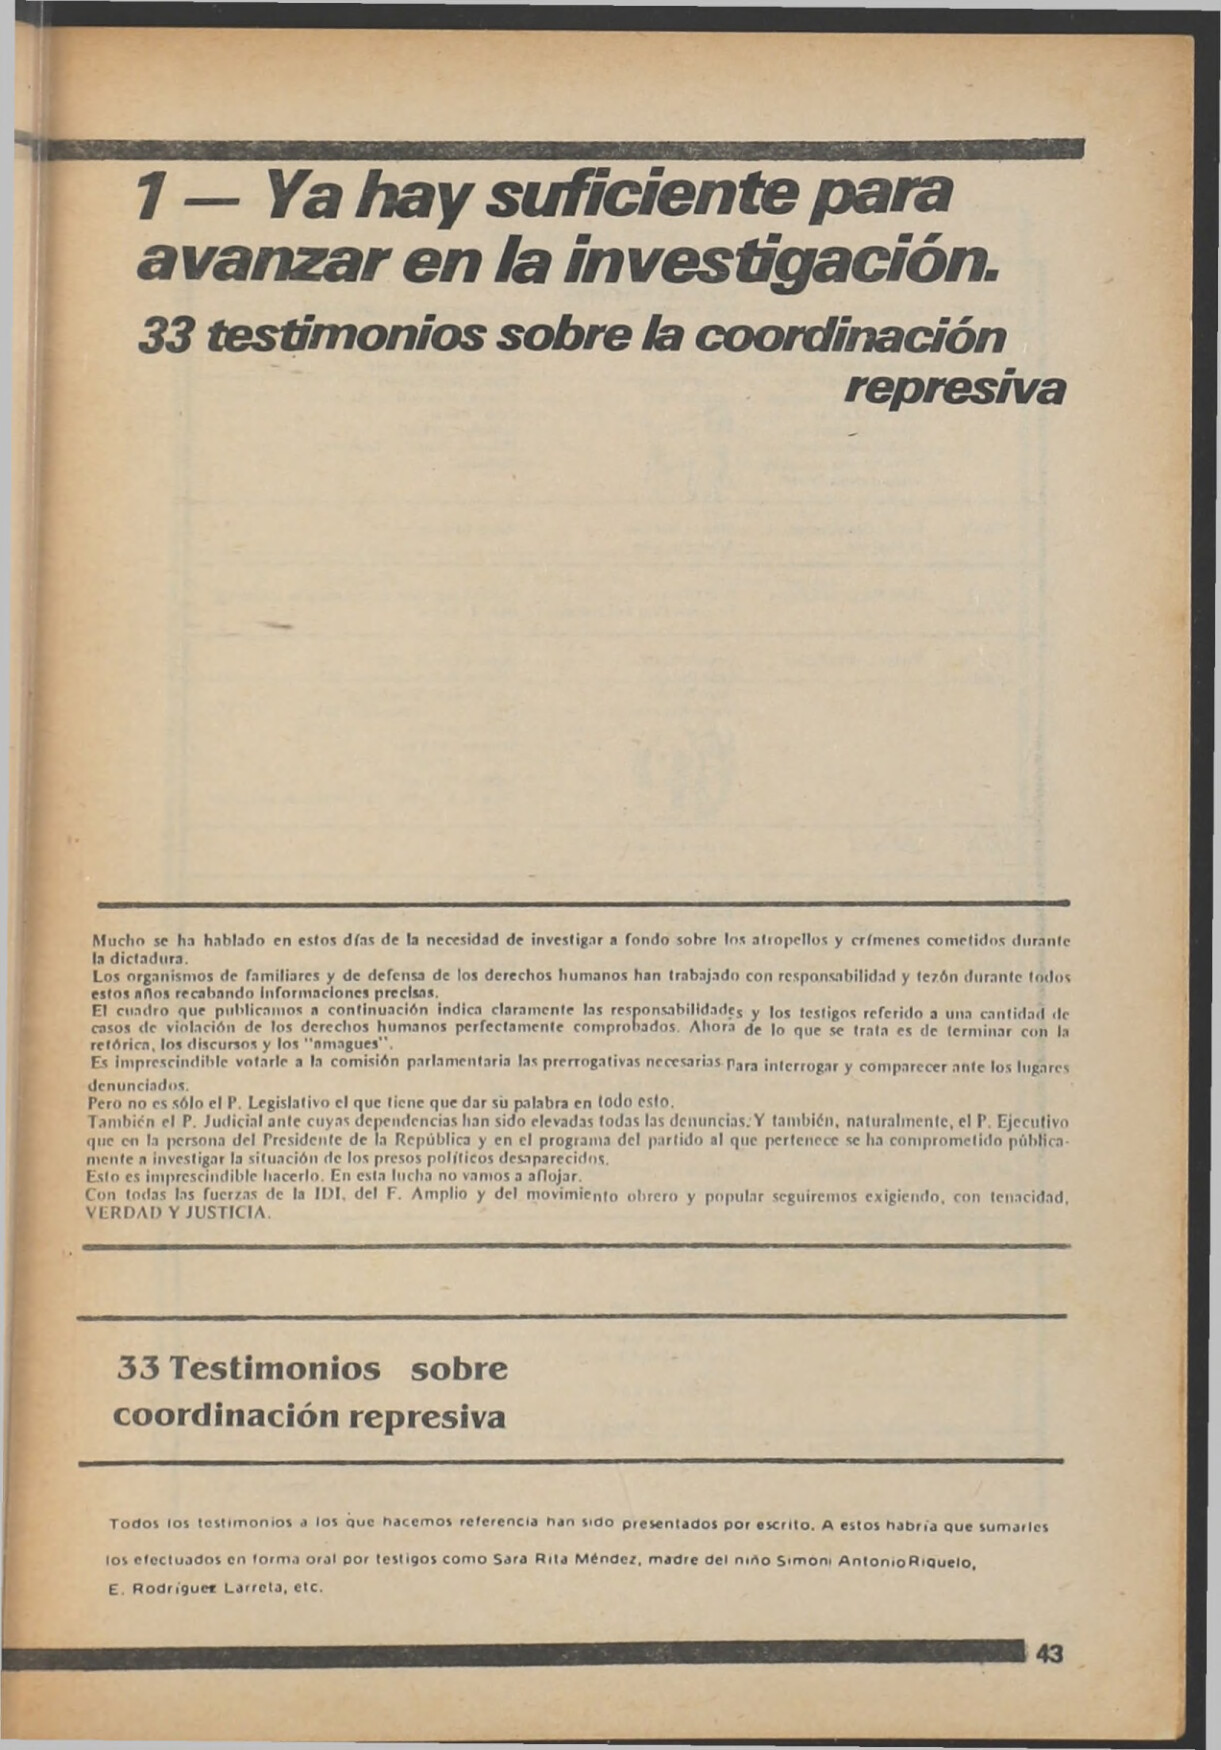 1 — Ya hay suficiente para
avanzar en la investigación.
33 testimonios sobre la coordinación
represiva
Mucho se ha hablado en estos días de la necesidad de investigar a fondo sobre los atropellos y crímenes cometidos durante
la dictadura.
Los organismos de familiares y de defensa de los derechos humanos han trabajado con responsabilidad y tezón durante todos
estos años recabando informaciones precisas.
El cuadro que publicamos a continuación indica claramente las responsabilidades y los testigos referido a una cantidad de
casos de violación de los derechos humanos perfectamente comprobados. Ahora de lo que se trata es de terminar con la
retórica, los discursos y los "amagues".
Es imprescindible votarle a la comisión parlamentaria las prerrogativas necesarias para interrogar y comparecer ante los lugares
denunciados.
Pero no es sólo el P. Legislativo el que tiene que dar su palabra en todo esto.
También el P. Judicial ante cuyas dependencias han sido elevadas todas las denuncias. Y también, naturalmente, el P. Ejecutivo
que en la persona del Presidente de la República y en el programa del partido al que pertenece se ha comprometido pública-
mente a investigar la situación de los presos políticos desaparecidos.
Esto es imprescindible hacerlo. En esta lucha no vamos a aflojar.
Con todas las fuerzas de la IDI, del F. Amplio y del movimiento obrero y popular seguiremos exigiendo, con tenacidad,
VERDAD Y JUSTICIA.
33 Testimonios sobre
coordinación represiva
Todos los testimonios a los que hacemos referencia han sido presentados por escrito. A estos habría que sumarles
los efectuados en forma oral por testigos como Sara Rita Méndez, madre del niño Simoni Antonio Riquelo,
E. Rodríguez Larreta, etc.
43